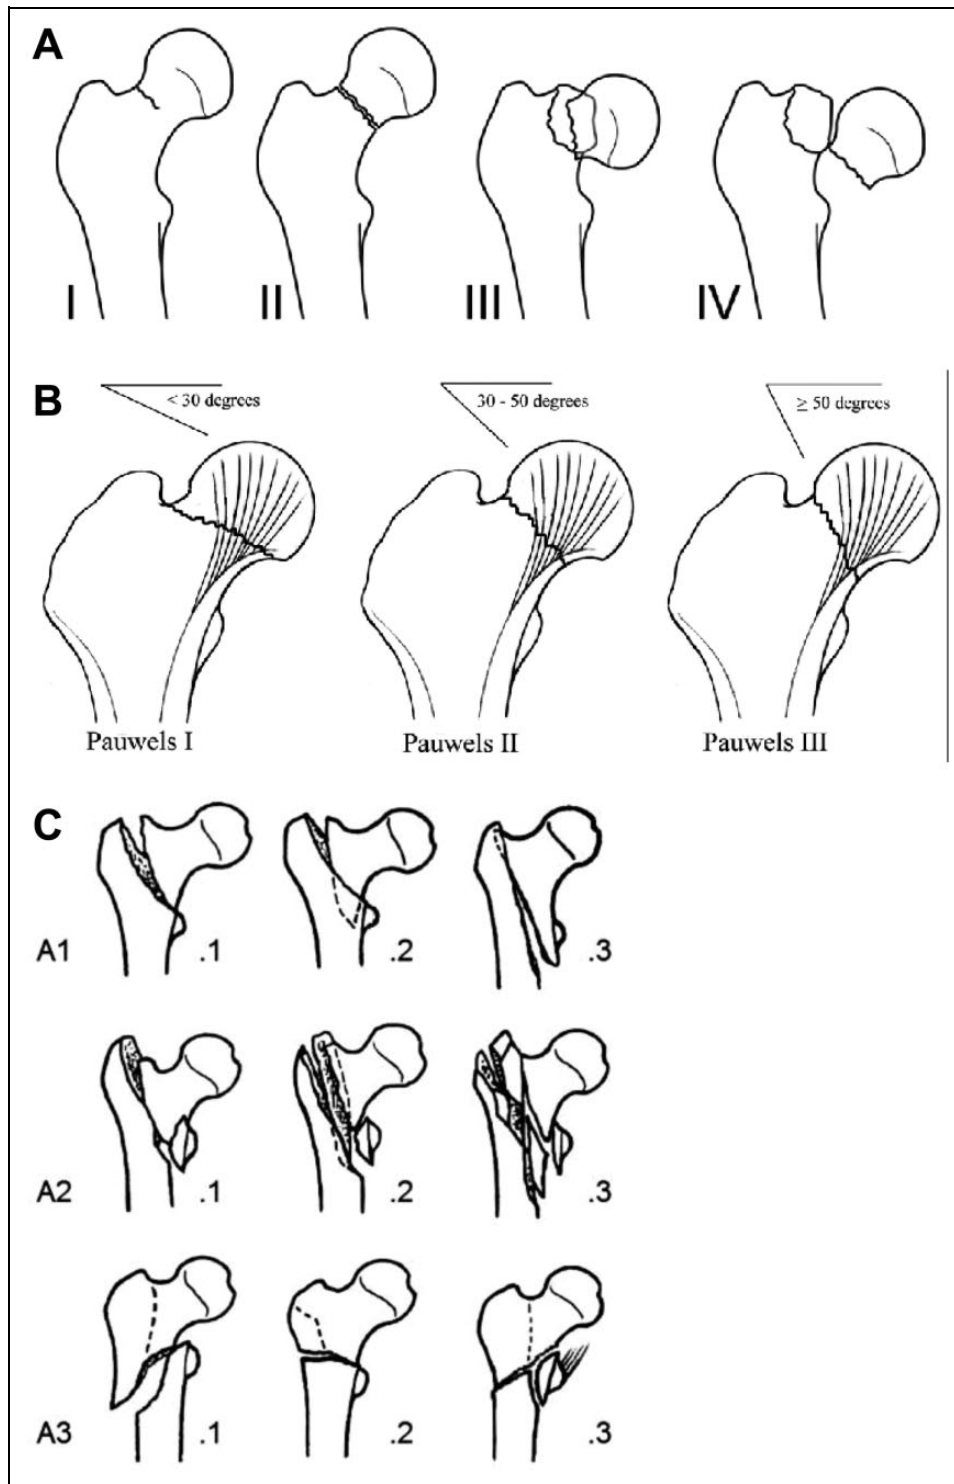 A
I II III IV
B
< 30 degrees 30 - 50 degrees ≥ 50 degrees
Pauwels I Pauwels II Pauwels III
C
A1 .1 .2 .3
A2 .1 .2 .3
A3 .1 .2 .3